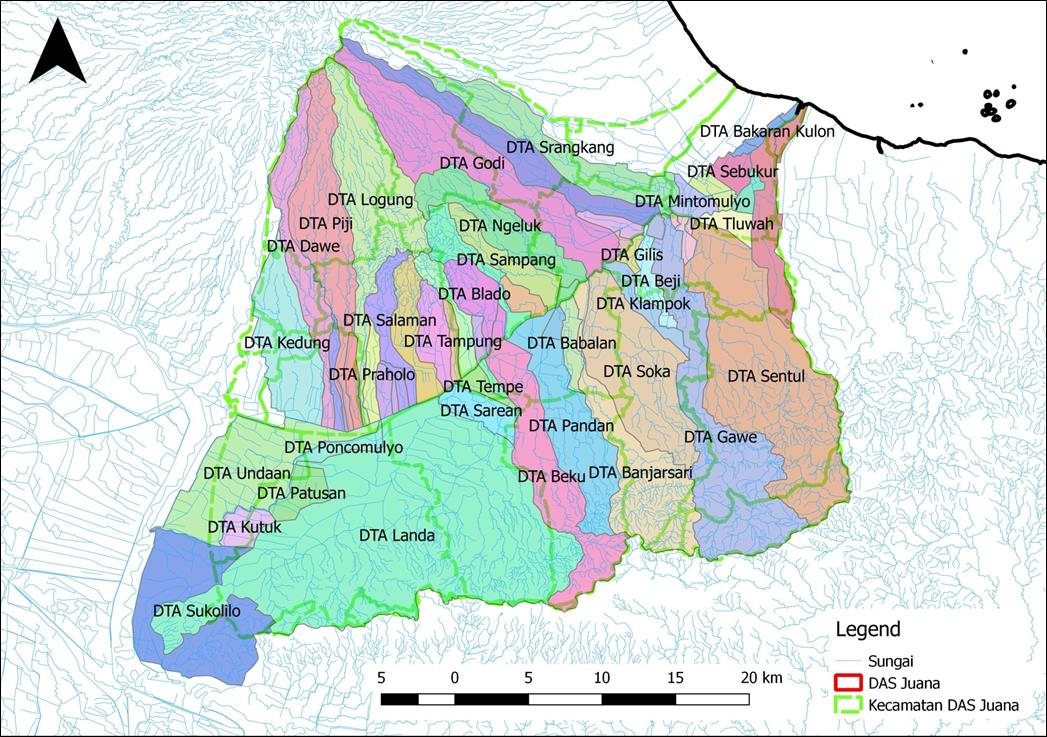 DTA Bakaran Kulon
DTA Srangkang
DTA Godi
DTA Sebukur
DTA Logung
DTA Mintomulyo
DTA Piji
DTA Ngeluk
DTA Tluwah
DTA Dawe
DTA Gilis
DTA Sampang
DTA Beji
DTA Blado
DTA Klampok
DTA Salaman
DTA Kedung
DTA Tampung
DTA Babalan
DTA Praholo
DTA Soka
DTA Sentul
DTA Tempe
DTA Sarean
DTA Pandan
DTA Gawe
DTA Poncomulyo
DTA Undaan
DTA Beku
DTA Banjarsari
DTA Patusan
DTA Kutuk
DTA Landa
DTA Sukolilo
Legend
Sungai
DAS Juana
Kecamatan DAS Juana
5 0 5 10 15 20 km